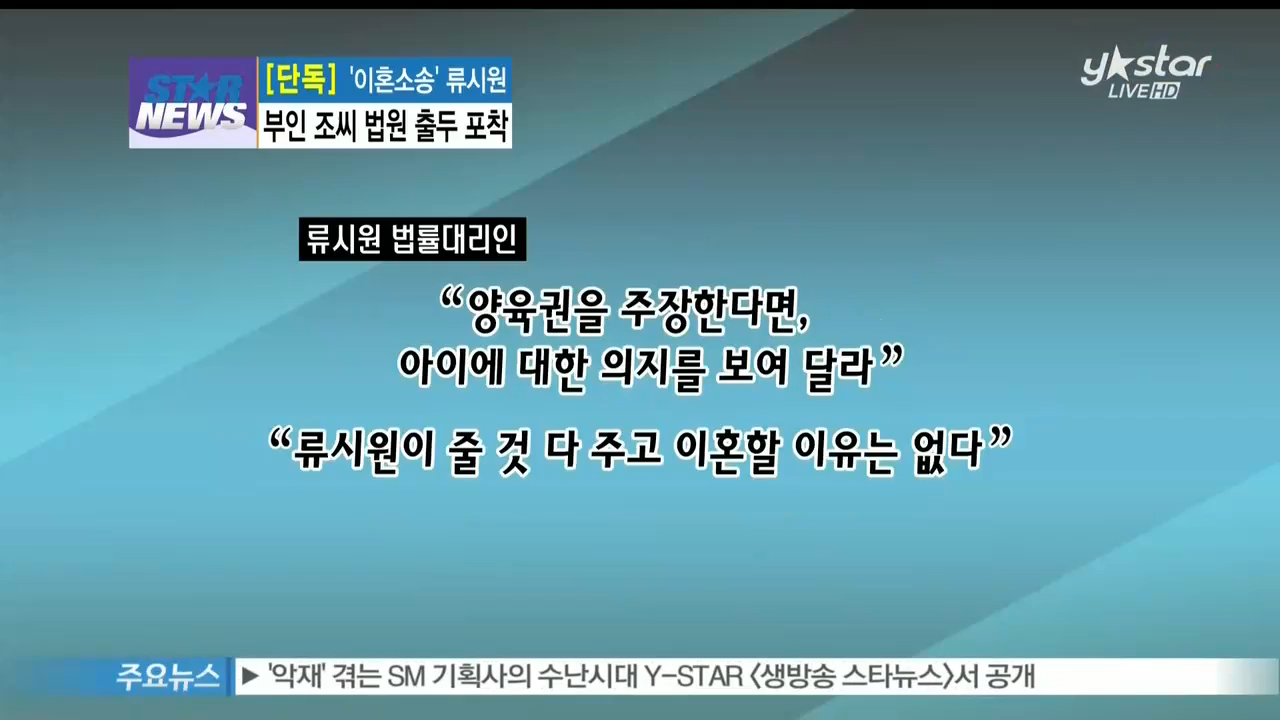 STAR
NEWS
[단독] '이혼소송' 류시원
부인 조씨 법원 출두 포착
y★star
LIVE HD
류시원 법률대리인
“양육권을 주장한다면,
아이에 대한 의지를 보여 달라”
“류시원이 줄 것 다 주고 이혼할 이유는 없다”
주요뉴스 ▶ '악재' 겪는 SM 기획사의 수난시대 Y-STAR <생방송 스타뉴스>서 공개